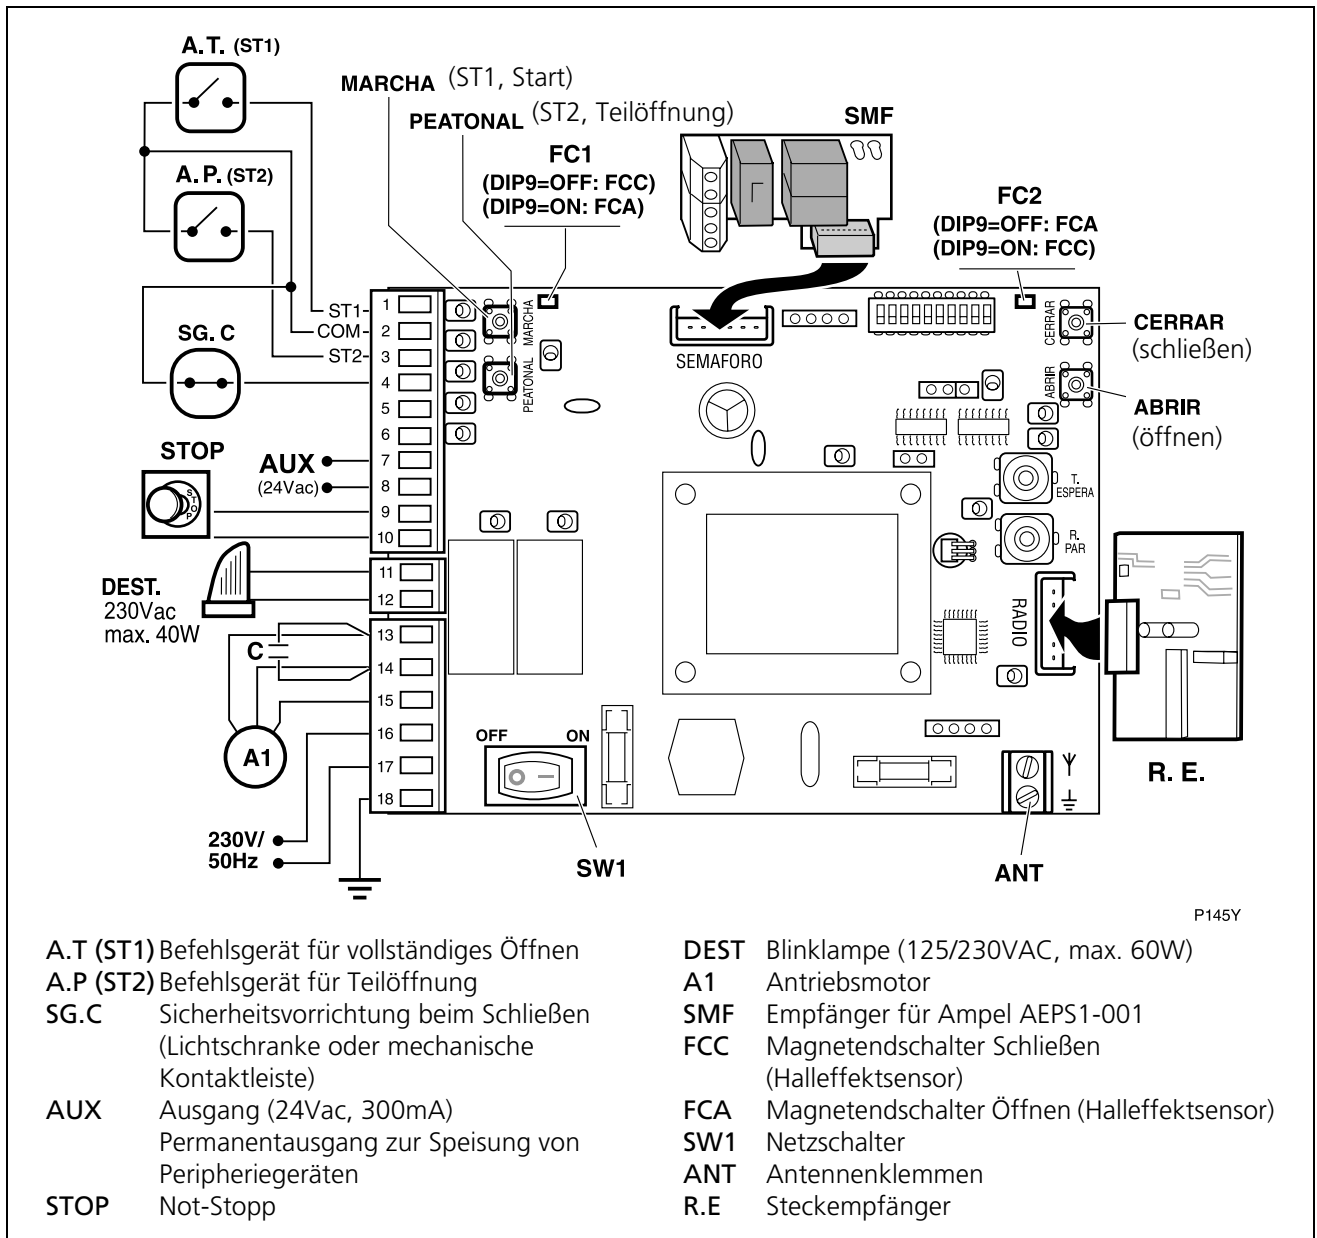 A.T. (ST1)
MARCHA (ST1, Start)
PEATONAL (ST2, Teilöffnung)
SMF
FC1
(DIP9=OFF: FCC)
(DIP9=ON: FCA)
A.P. (ST2)
FC2
(DIP9=OFF: FCA
(DIP9=ON: FCC)
ST1
COM
ST2
SG. C
1
2
3
4
5
6
7
8
9
10
11
12
13
14
15
16
17
18
MARCHA
PEATONAL
SEMAFORO
CERRAR
ABRIR
CERRAR
(schließen)
ABRIR
(öffnen)
STOP
STOP
AUX
(24Vac)
T.
ESPERA
R.
PAR
RADIO
DEST.
230Vac
max. 40W
C
A1
OFF ON
230V/
50Hz
SW1
ANT
R. E.
P145Y
A.T (ST1) Befehlsgerät für vollständiges Öffnen
A.P (ST2) Befehlsgerät für Teilöffnung
SG.C Sicherheitsvorrichtung beim Schließen
(Lichtschranke oder mechanische
Kontaktleiste)
AUX Ausgang (24Vac, 300mA)
Permanentausgang zur Speisung von
Peripheriegeräten
STOP Not-Stopp
DEST Blinklampe (125/230VAC, max. 60W)
A1 Antriebsmotor
SMF Empfänger für Ampel AEPS1-001
FCC Magnetendschalter Schließen
(Halleffektsensor)
FCA Magnetendschalter Öffnen (Halleffektsensor)
SW1 Netzschalter
ANT Antennenklemmen
R.E Steckempfänger